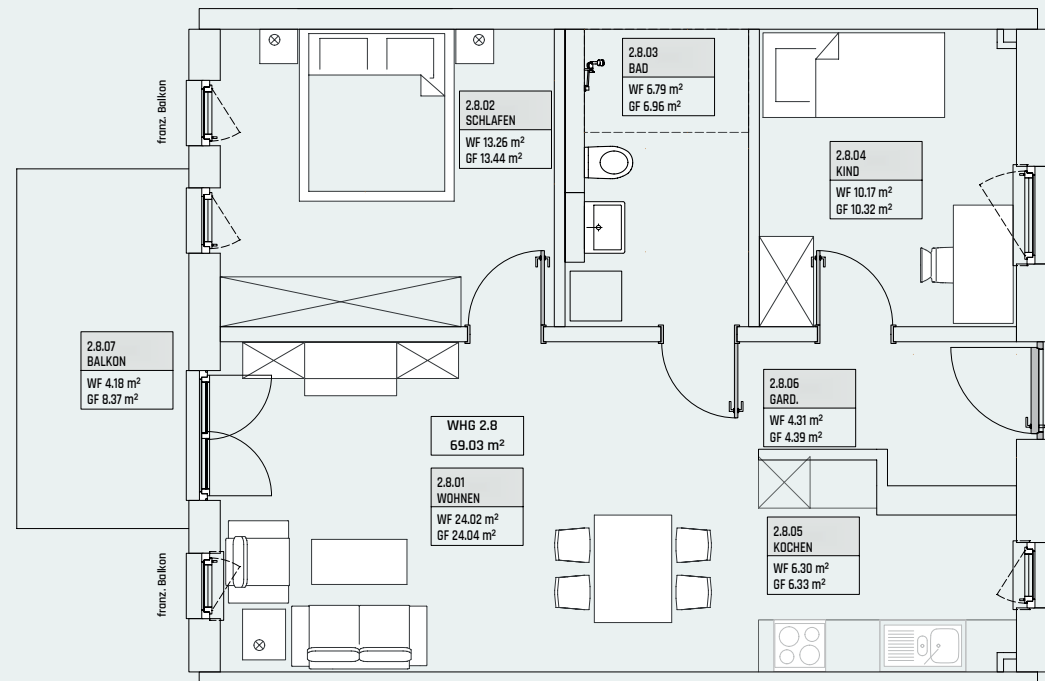 franz. Balkon
2.8.02
SCHLAFEN
WF 13.26 m²
GF 13.44 m²
2.8.03
BAD
WF 6.79 m²
GF 6.96 m²
2.8.04
KIND
WF 10.17 m²
GF 10.32 m²
2.8.07
BALKON
WF 4.18 m²
GF 8.37 m²
WHG 2.8
69.03 m²
2.8.06
GARD.
WF 4.31 m²
GF 4.39 m²
2.8.01
WOHNEN
WF 24.02 m²
GF 24.04 m²
2.8.05
KOCHEN
WF 6.30 m²
GF 6.33 m²
franz. Balkon